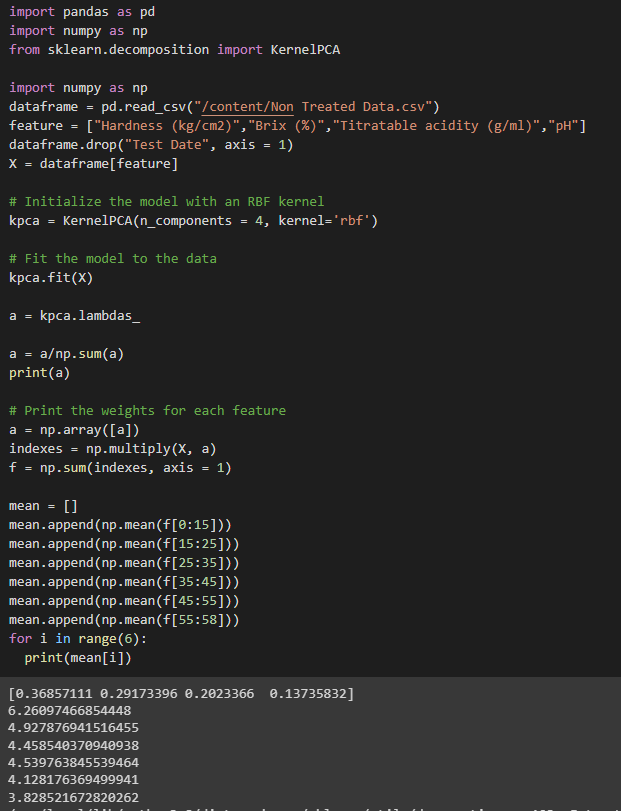 import pandas as pd
import numpy as np
from sklearn.decomposition import KernelPCA
import numpy as np
dataframe = pd.read_csv("/content/Non Treated Data.csv")
feature = ["Hardness (kg/cm2)","Brix (%)","Titratable acidity (g/ml)","pH"]
dataframe.drop("Test Date", axis = 1)
X = dataframe[feature]
# Initialize the model with an RBF kernel
kpca = KernelPCA(n_components = 4, kernel='rbf')
# Fit the model to the data
kpca.fit(X)
a = kpca.lambdas_
a = a/np.sum(a)
print(a)
# Print the weights for each feature
a = np.array([a])
indexes = np.multiply(X, a)
f = np.sum(indexes, axis = 1)
mean = []
mean.append(np.mean(f[0:15]))
mean.append(np.mean(f[15:25]))
mean.append(np.mean(f[25:35]))
mean.append(np.mean(f[35:45]))
mean.append(np.mean(f[45:55]))
mean.append(np.mean(f[55:58]))
for i in range(6):
  print(mean[i])
[0.36857111 0.29173396 0.2023366  0.13735832]
6.26097466854448
4.927876941516455
4.458540370940938
4.539763845539464
4.128176369499941
3.828521672820262